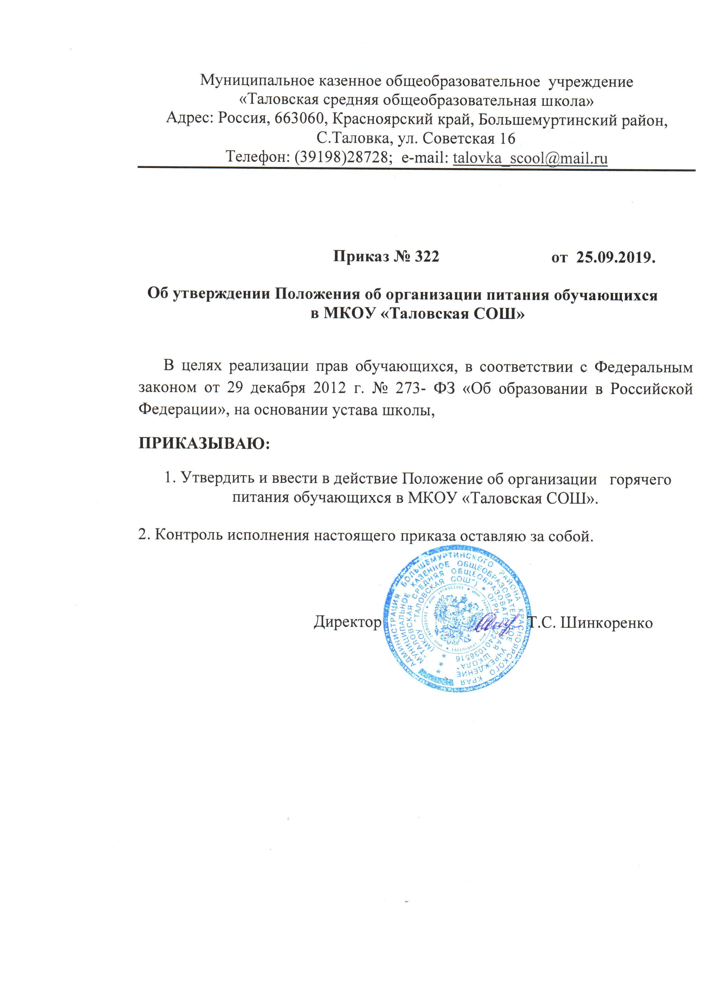 Муниципальное казенное общеобразовательное учреждение
«Таловская средняя общеобразовательная школа»
Адрес: Россия, 663060, Красноярский край, Большемуртинский район,
С.Таловка, ул. Советская 16
Телефон: (39198)28728; e-mail: talovka_scool@mail.ru
Приказ № 322 от 25.09.2019.
Об утверждении Положения об организации питания обучающихся
в МКОУ «Таловская СОШ»
В целях реализации прав обучающихся, в соответствии с Федеральным
законом от 29 декабря 2012 г. № 273- ФЗ «Об образовании в Российской
Федерации», на основании устава школы,
ПРИКАЗЫВАЮ:
1. Утвердить и ввести в действие Положение об организации горячего
питания обучающихся в МКОУ «Таловская СОШ».
2. Контроль исполнения настоящего приказа оставляю за собой.
Директор Т.С. Шинкоренко
АДМИНИСТРАЦИЯ БОЛЬШЕМУРТИНСКОГО РАЙОНА КРАСНОЯРСКОГО КРАЯ
МУНИЦИПАЛЬНОЕ КАЗЕННОЕ ОБЩЕОБРАЗОВАТЕЛЬНОЕ УЧРЕЖДЕНИЕ
"ТАЛОВСКАЯ СРЕДНЯЯ ОБЩЕОБРАЗОВАТЕЛЬНАЯ ШКОЛА"
(МКОУ "ТАЛОВСКАЯ СОШ") * ОГРН
ИНН 2408003393